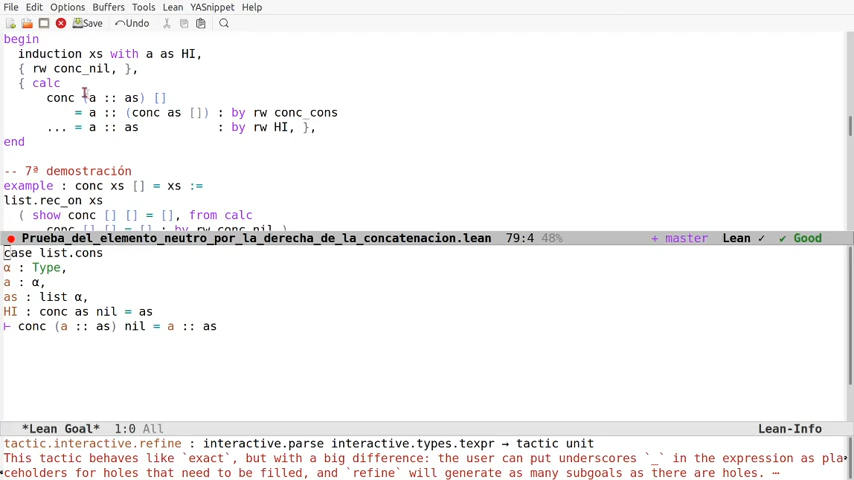 File Edit Options Buffers Tools Lean YASnippet Help
Save Undo
begin
  induction xs with a as HI,
  { rw conc_nil, },
  { calc
      conc (a :: as) []
          = a :: (conc as []) : by rw conc_cons
      ... = a :: as           : by rw HI, },
end
-- 7ª demostración
example : conc xs [] = xs :=
list.rec_on xs
  ( show conc [] [] = [], from calc
      conc [] [] = [] : by rw conc_nil )
Prueba_del_elemento_neutro_por_la_derecha_de_la_concatenacion.lean 79:4 48% + master Lean ✓ ✔ Good
case list.cons
α : Type,
a : α,
as : list α,
HI : conc as nil = as
⊢ conc (a :: as) nil = a :: as
*Lean Goal* 1:0 All Lean-Info
tactic.interactive.refine : interactive.parse interactive.types.texpr → tactic unit
This tactic behaves like `exact`, but with a big difference: the user can put underscores `_` in the expression as pla
ceholders for holes that need to be filled, and `refine` will generate as many subgoals as there are holes. ⋯